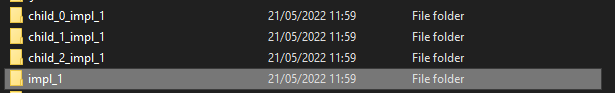 child_0_impl_1 21/05/2022 11:59 File folder
child_1_impl_1 21/05/2022 11:59 File folder
child_2_impl_1 21/05/2022 11:59 File folder
impl_1 21/05/2022 11:59 File folder